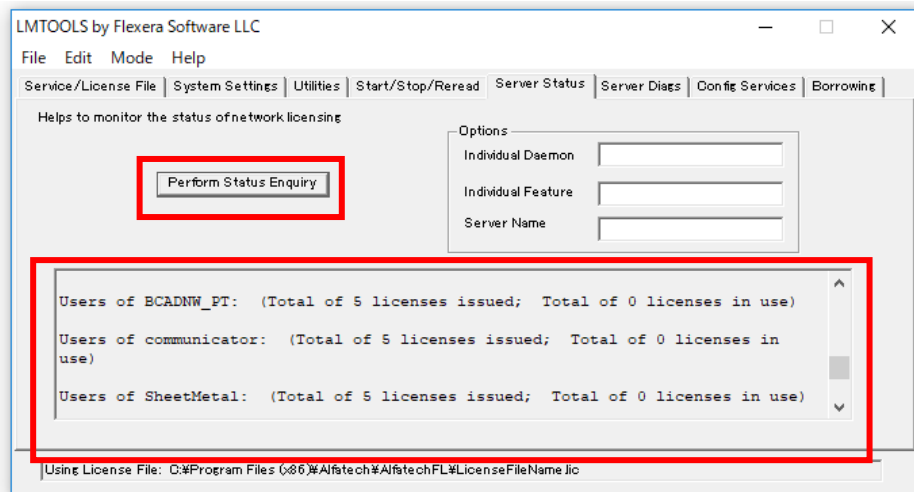 LMTOOLS by Flexera Software LLC
File Edit Mode Help
Service/License File System Settings Utilities Start/Stop/Reread Server Status Server Diags Config Services Borrowing
Helps to monitor the status of network licensing
Options
Individual Daemon
Perform Status Enquiry
Individual Feature
Server Name
Users of BCADNW_PT: (Total of 5 licenses issued; Total of 0 licenses in use)
Users of communicator: (Total of 5 licenses issued; Total of 0 licenses in
use)
Users of SheetMetal: (Total of 5 licenses issued; Total of 0 licenses in use)
Using License File: C:¥Program Files (x86)¥Alfatech¥AlfatechFL¥LicenseFileName.lic